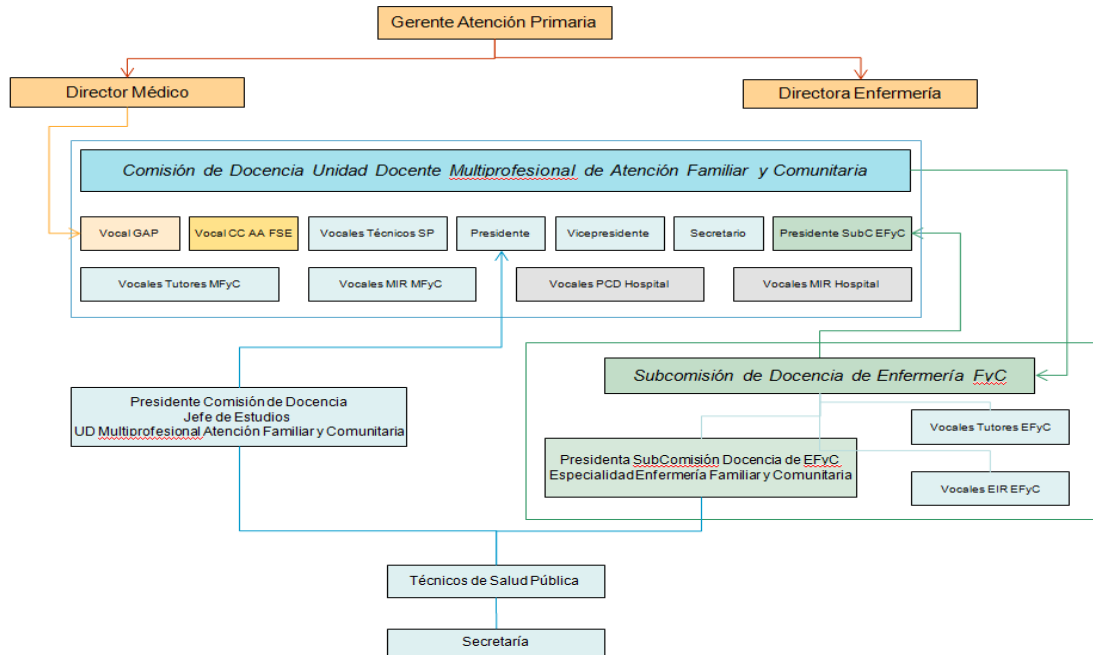 Gerente Atención Primaria
Director Médico
Directora Enfermería
Comisión de Docencia Unidad Docente Multiprofesional de Atención Familiar y Comunitaria
Vocal GAP
Vocal CC AA FSE
Vocales Técnicos SP
Presidente
Vicepresidente
Secretario
Presidente SubC EFyC
Vocales Tutores MFyC
Vocales MIR MFyC
Vocales PCD Hospital
Vocales MIR Hospital
Subcomisión de Docencia de Enfermería FyC
Presidente Comisión de Docencia
Jefe de Estudios
UD Multiprofesional Atención Familiar y Comunitaria
Vocales Tutores EFyC
Presidenta SubComisión Docencia de EFyC
Especialidad Enfermería Familiar y Comunitaria
Vocales EIR EFyC
Técnicos de Salud Pública
Secretaría